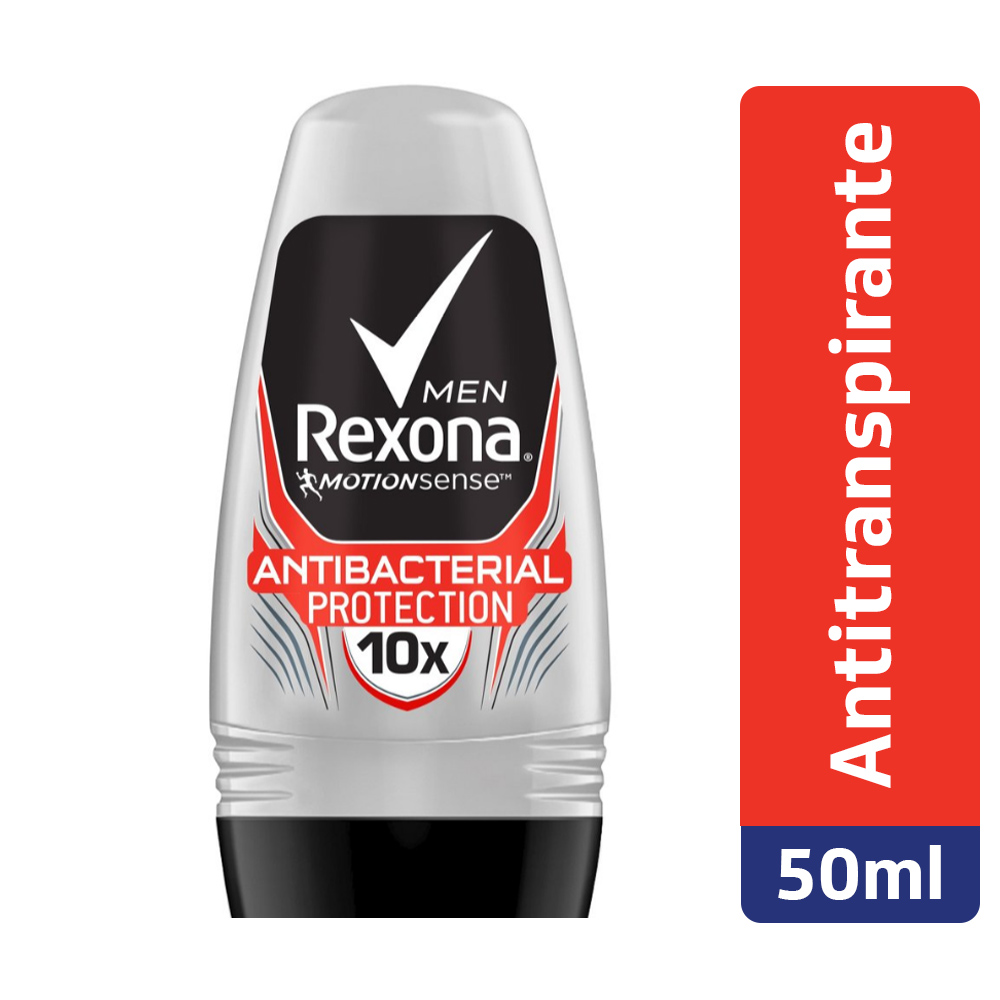 MEN
Rexona®
MOTIONsense™
ANTIBACTERIAL
PROTECTION
10x
Antitranspirante
50ml